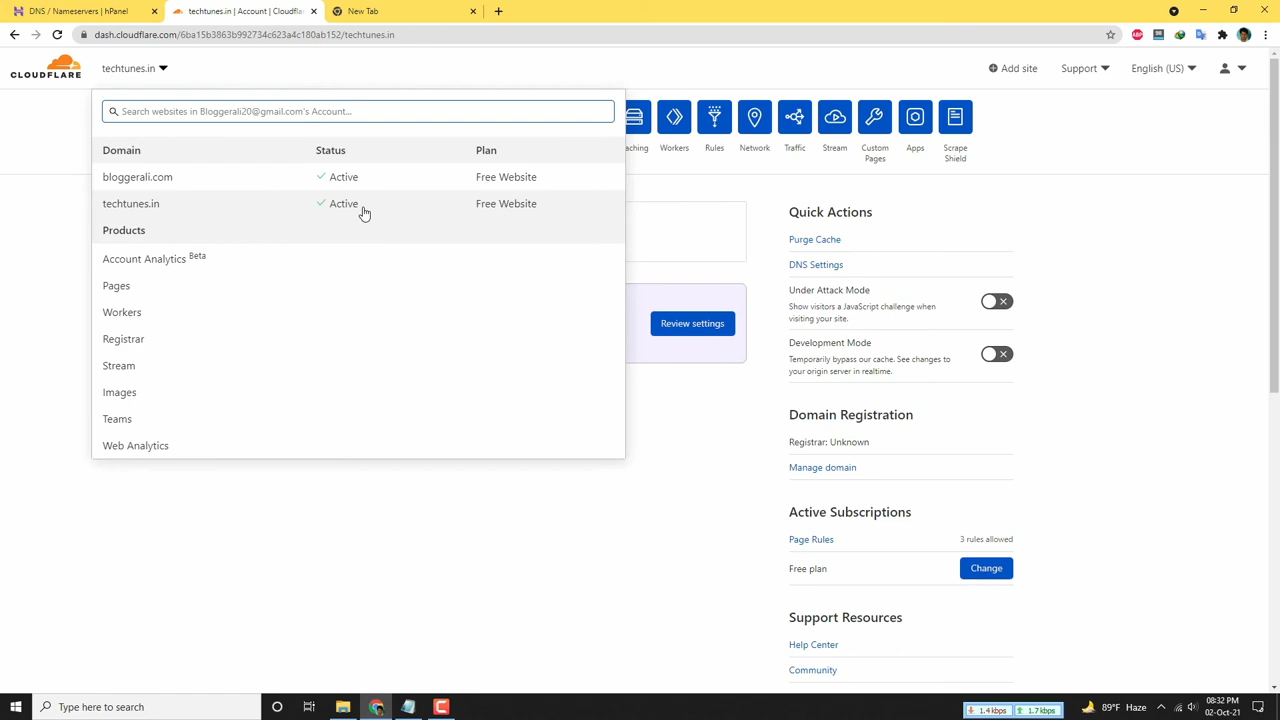 DNS / Nameservers | hPanel
techtunes.in | Account | Cloudflare
New Tab
dash.cloudflare.com/6ba15b3863b992734c623a4c180ab152/techtunes.in
ABP
CLOUDFLARE
techtunes.in
Add site
Support
English (US)
Search websites in Bloggerali20@gmail.com's Account...
Domain Status Plan
bloggerali.com Active Free Website
techtunes.in Active Free Website
Products
Account Analytics Beta
Pages
Workers
Registrar
Stream
Images
Teams
Web Analytics
aching
Workers
Rules
Network
Traffic
Stream
Custom
Pages
Apps
Scrape
Shield
Review settings
Quick Actions
Purge Cache
DNS Settings
Under Attack Mode
Show visitors a JavaScript challenge when
visiting your site.
Development Mode
Temporarily bypass our cache. See changes to
your origin server in realtime.
Domain Registration
Registrar: Unknown
Manage domain
Active Subscriptions
Page Rules 3 rules allowed
Free plan Change
Support Resources
Help Center
Community
Type here to search
1.4 kbps
1.7 kbps
89°F Haze
08:32 PM
02-Oct-21